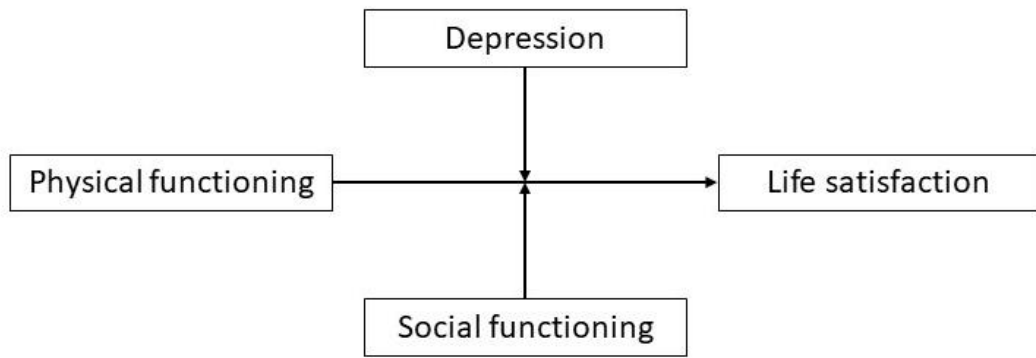 Depression
Physical functioning
Life satisfaction
Social functioning